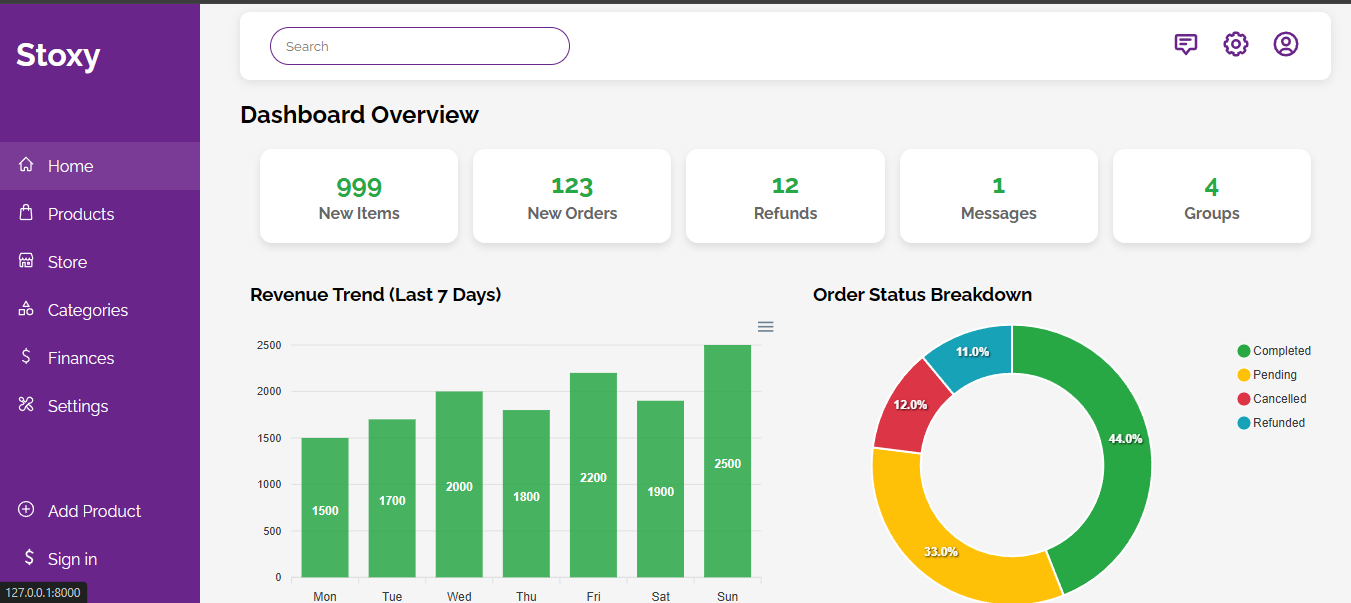 Stoxy
Search
Home
Products
Store
Categories
Finances
Settings
Add Product
Sign in
127.0.0.1:8000
Dashboard Overview
999
New Items
123
New Orders
12
Refunds
1
Messages
4
Groups
Revenue Trend (Last 7 Days)
2500
2000
1500
1000
500
0
1500
1700
2000
1800
2200
1900
2500
Mon Tue Wed Thu Fri Sat Sun
Order Status Breakdown
11.0%
12.0%
44.0%
33.0%
Completed
Pending
Cancelled
Refunded